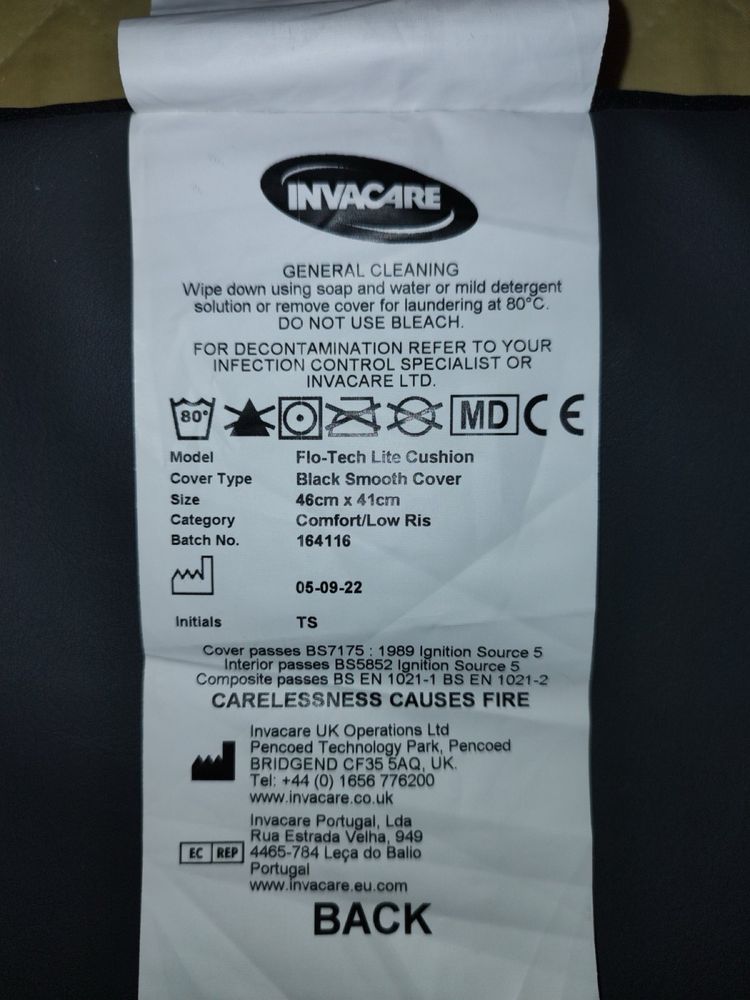 INVACARE
GENERAL CLEANING
Wipe down using soap and water or mild detergent
solution or remove cover for laundering at 80°C.
DO NOT USE BLEACH.
FOR DECONTAMINATION REFER TO YOUR
INFECTION CONTROL SPECIALIST OR
INVACARE LTD.
80° MD CE
Model Flo-Tech Lite Cushion
Cover Type Black Smooth Cover
Size 46cm x 41cm
Category Comfort/Low Ris
Batch No. 164116
05-09-22
Initials TS
Cover passes BS7175 : 1989 Ignition Source 5
Interior passes BS5852 Ignition Source 5
Composite passes BS EN 1021-1 BS EN 1021-2
CARELESSNESS CAUSES FIRE
Invacare UK Operations Ltd
Pencoed Technology Park, Pencoed
BRIDGEND CF35 5AQ, UK.
Tel: +44 (0) 1656 776200
www.invacare.co.uk
Invacare Portugal, Lda
Rua Estrada Velha, 949
EC REP 4465-784 Leça do Balio
Portugal
www.invacare.eu.com
BACK